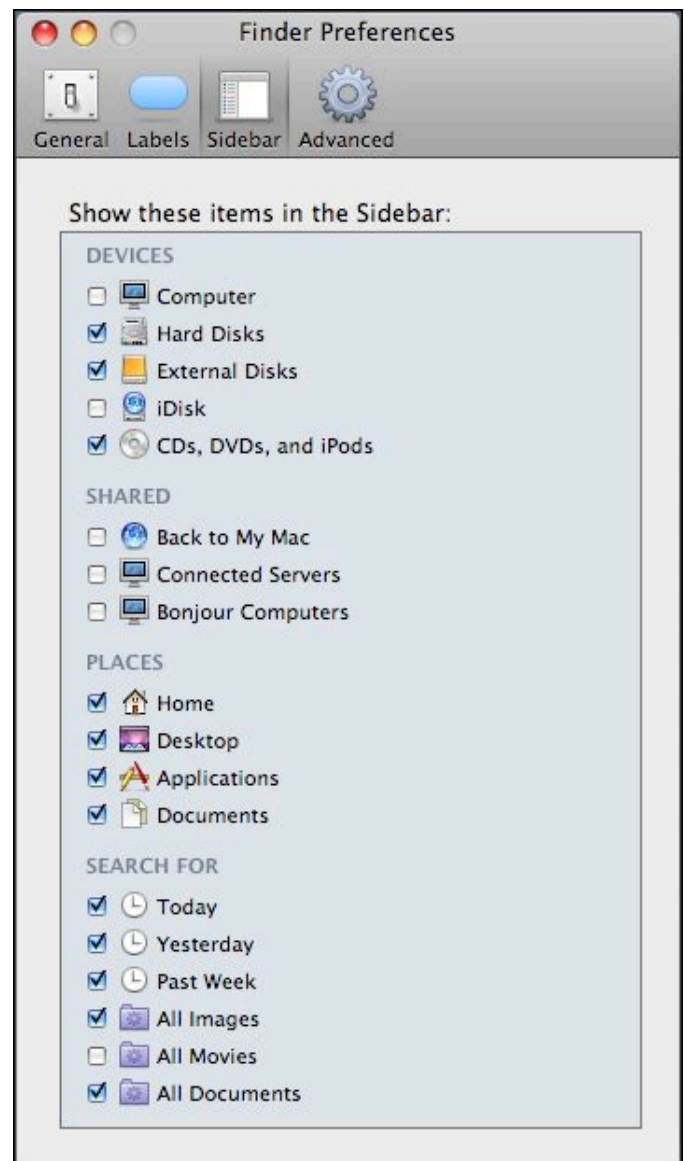 Finder Preferences
General Labels Sidebar Advanced
Show these items in the Sidebar:
DEVICES
Computer
Hard Disks
External Disks
iDisk
CDs, DVDs, and iPods
SHARED
Back to My Mac
Connected Servers
Bonjour Computers
PLACES
Home
Desktop
Applications
Documents
SEARCH FOR
Today
Yesterday
Past Week
All Images
All Movies
All Documents